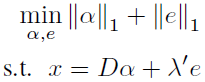 min ‖α‖₁ + ‖e‖₁
α,e
s.t. x = Dα + λ′e